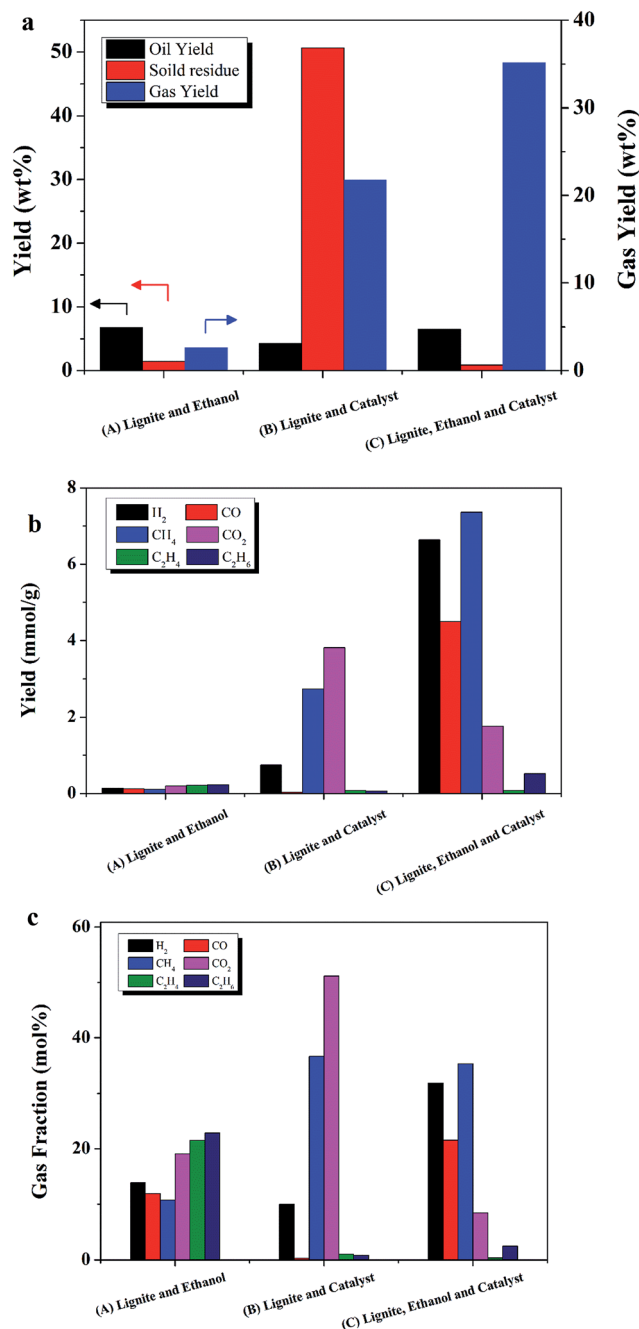 a
Oil Yield
Soild residue
Gas Yield
Yield (wt%)
Gas Yield (wt%)
50
40
30
20
10
0
40
30
20
10
0
(A) Lignite and Ethanol
(B) Lignite and Catalyst
(C) Lignite, Ethanol and Catalyst
b
H2 CO
CH4 CO2
C2H4 C2H6
Yield (mmol/g)
8
6
4
2
0
(A) Lignite and Ethanol
(B) Lignite and Catalyst
(C) Lignite, Ethanol and Catalyst
c
H2 CO
CH4 CO2
C2H4 C2H6
Gas Fraction (mol%)
60
40
20
0
(A) Lignite and Ethanol
(B) Lignite and Catalyst
(C) Lignite, Ethanol and Catalyst